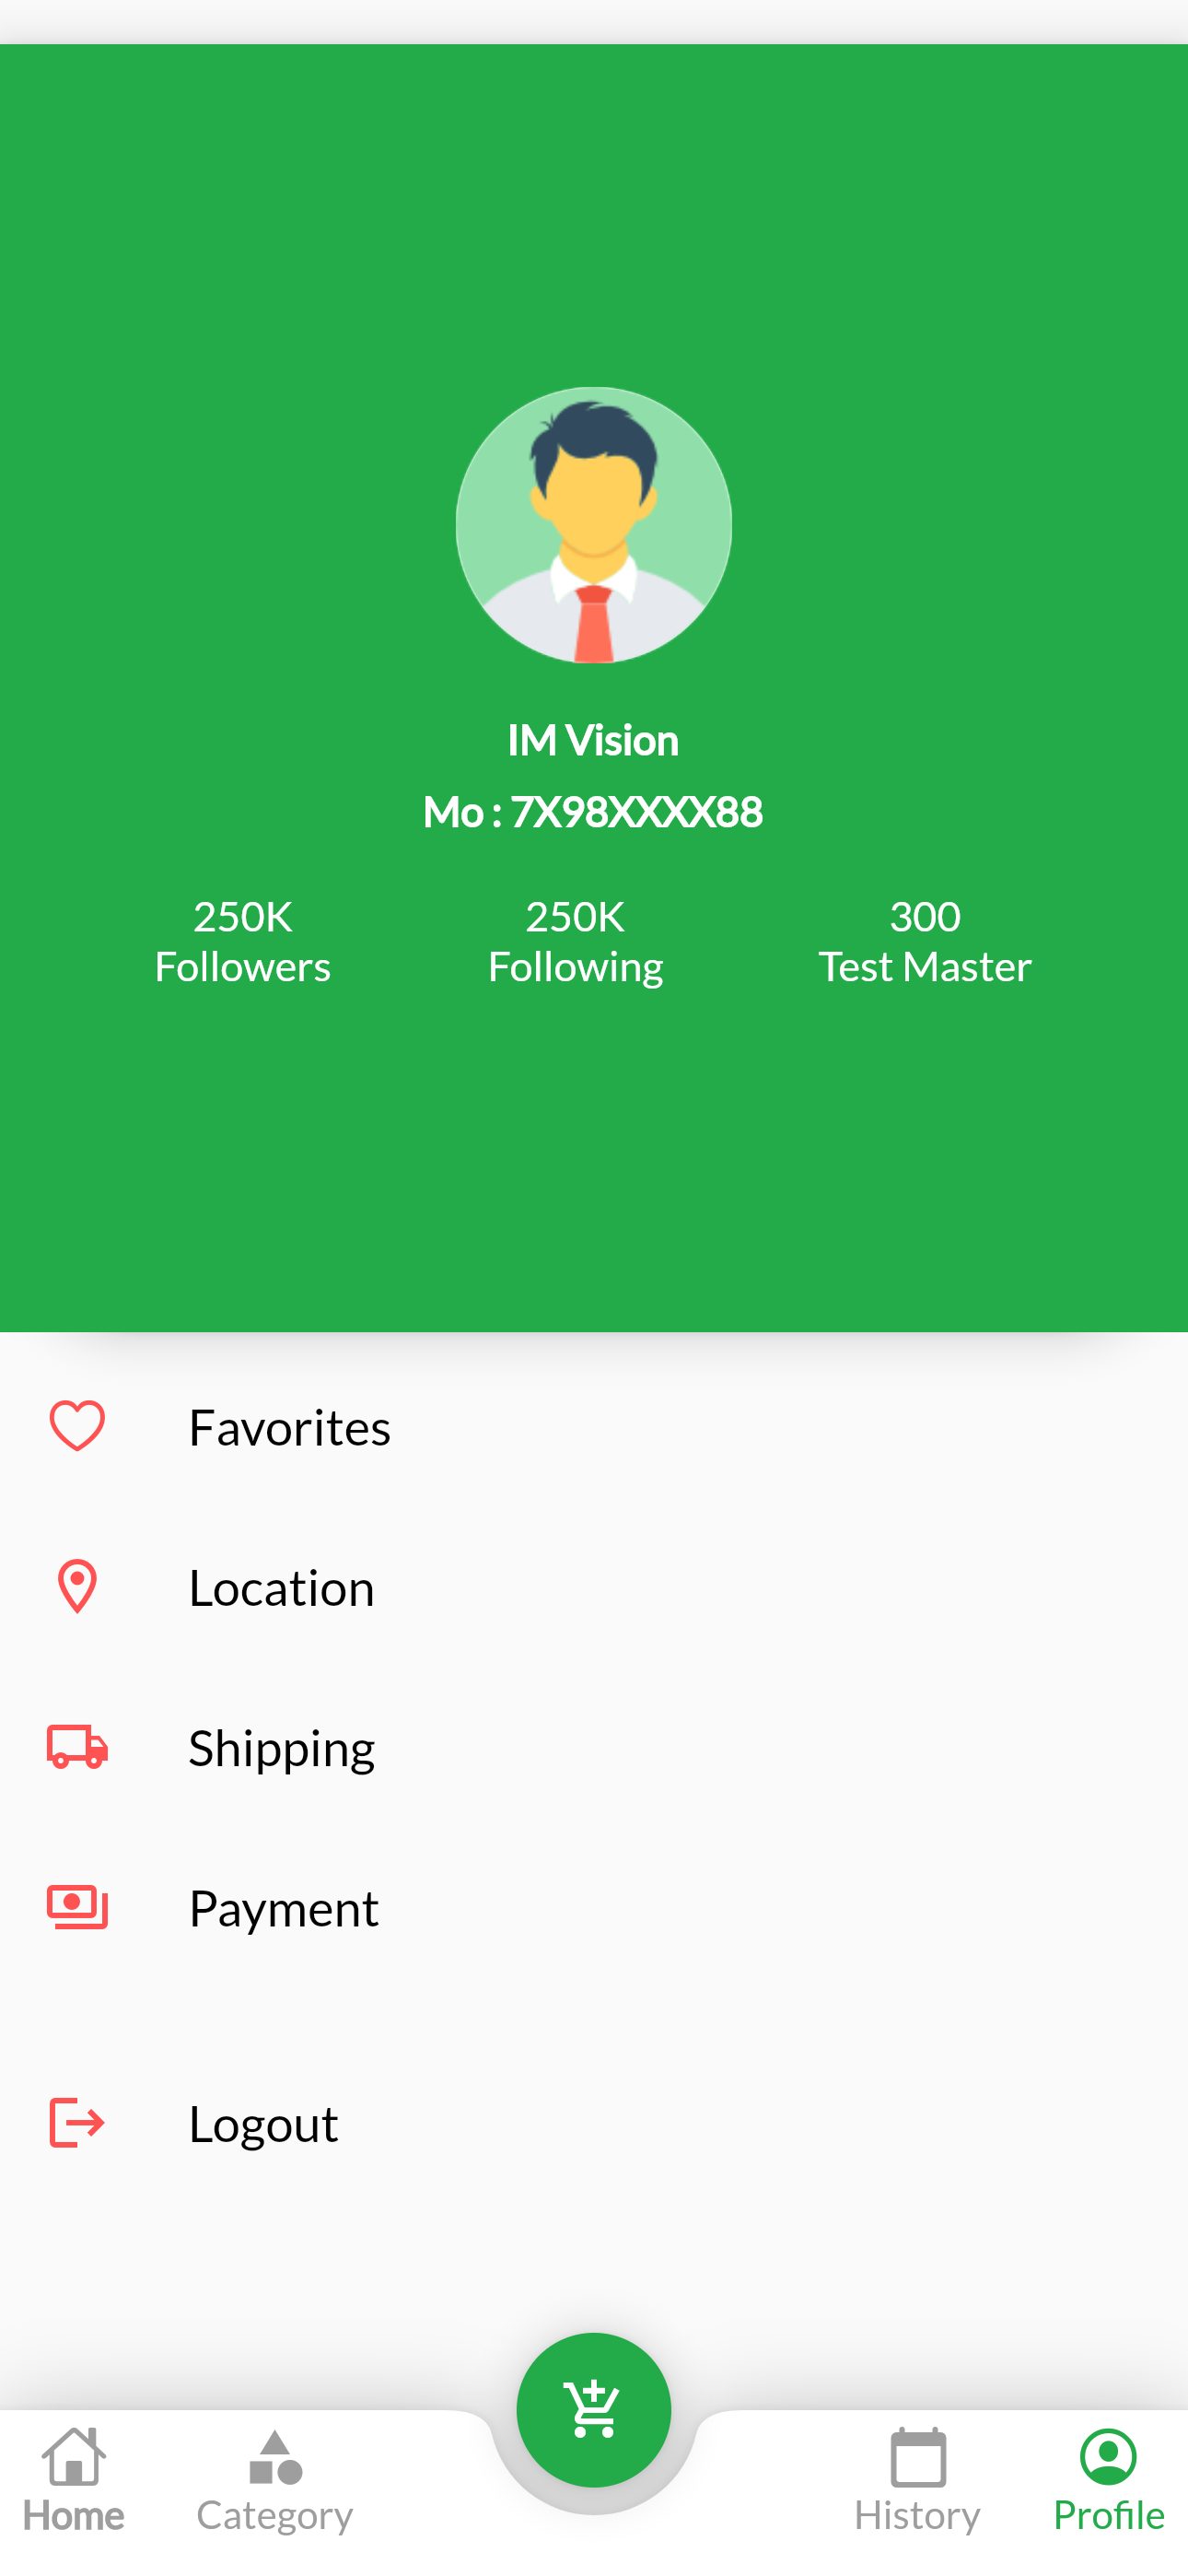 IM Vision
Mo : 7X98XXXX88
250K
Followers
250K
Following
300
Test Master
Favorites
Location
Shipping
Payment
Logout
Home
Category
History
Profile